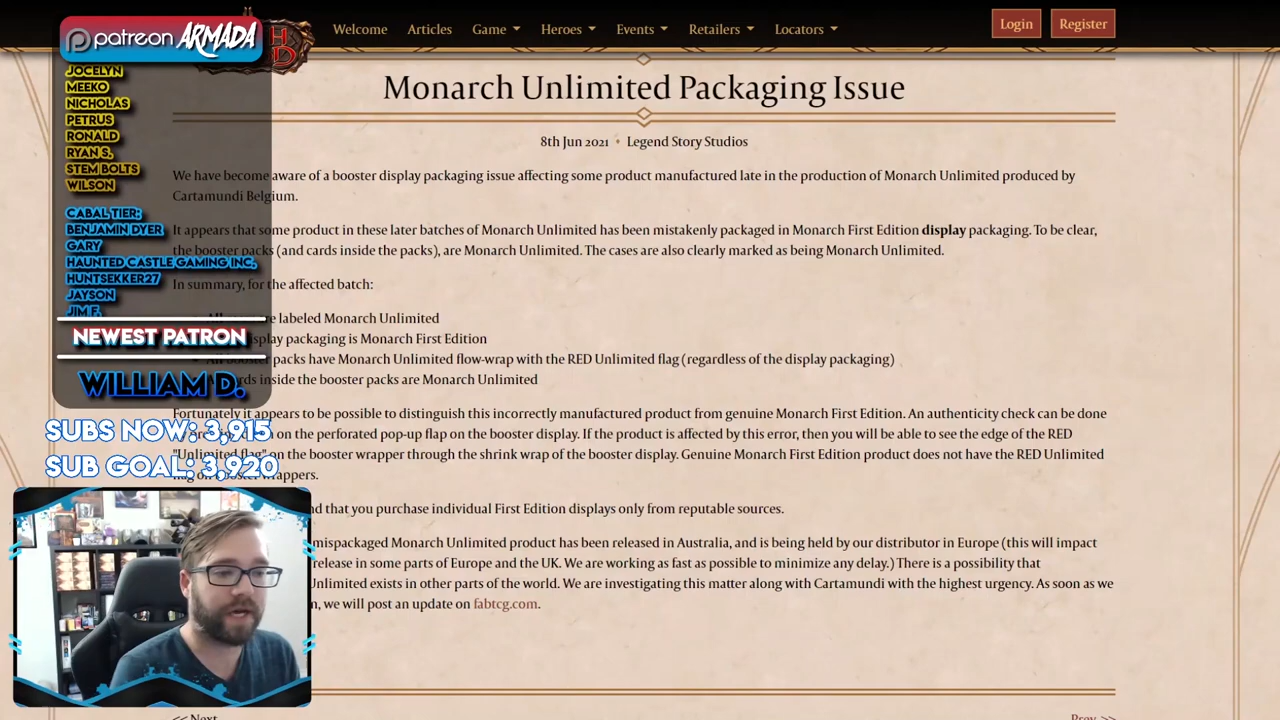 patreon ARMADA
Welcome Articles Game Heroes Events Retailers Locators
Login Register
JOCELYN
MEEKO
NICHOLAS
PETRUS
RONALD
RYAN S.
STEM BOLTS
WILSON
CABAL TIER:
BENJAMIN DYER
GARY
HAUNTED CASTLE GAMING INC.
HUNTSEKKER27
JAYSON
JIM F.
NEWEST PATRON
WILLIAM D.
SUBS NOW: 3,915
SUB GOAL: 3,920
Monarch Unlimited Packaging Issue
8th Jun 2021 • Legend Story Studios
We have become aware of a booster display packaging issue affecting some product manufactured late in the production of Monarch Unlimited produced by
Cartamundi Belgium.
It appears that some product in these later batches of Monarch Unlimited has been mistakenly packaged in Monarch First Edition display packaging. To be clear,
the booster packs (and cards inside the packs), are Monarch Unlimited. The cases are also clearly marked as being Monarch Unlimited.
In summary, for the affected batch:
labeled Monarch Unlimited
packaging is Monarch First Edition
All booster packs have Monarch Unlimited flow-wrap with the RED Unlimited flag (regardless of the display packaging)
inside the booster packs are Monarch Unlimited
Fortunately it appears to be possible to distinguish this incorrectly manufactured product from genuine Monarch First Edition. An authenticity check can be done
on the perforated pop-up flap on the booster display. If the product is affected by this error, then you will be able to see the edge of the RED
"Unlimited flag" on the booster wrapper through the shrink wrap of the booster display. Genuine Monarch First Edition product does not have the RED Unlimited
flag on booster wrappers.
that you purchase individual First Edition displays only from reputable sources.
mispackaged Monarch Unlimited product has been released in Australia, and is being held by our distributor in Europe (this will impact
release in some parts of Europe and the UK. We are working as fast as possible to minimize any delay.) There is a possibility that
Unlimited exists in other parts of the world. We are investigating this matter along with Cartamundi with the highest urgency. As soon as we
we will post an update on fabtcg.com.
<< Next Prev >>